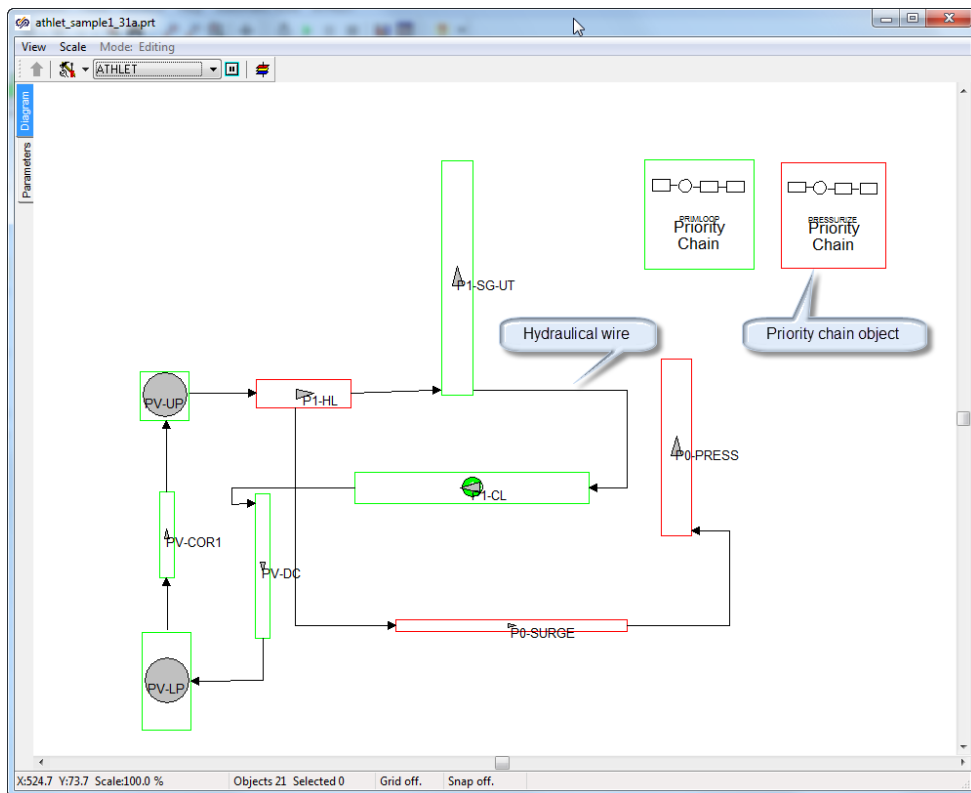 athlet_sample1_31a.prt
View Scale Mode: Editing
ATHLET
Diagram
Parameters
PRIMLOOP
Priority
Chain
PRESSURIZE
Priority
Chain
P1-SG-UT
Hydraulical wire
Priority chain object
PV-UP
P1-HL
P0-PRESS
P1-CL
PV-COR1
PV-DC
P0-SURGE
PV-LP
X:524.7 Y:73.7 Scale:100.0 % Objects 21 Selected 0 Grid off. Snap off.